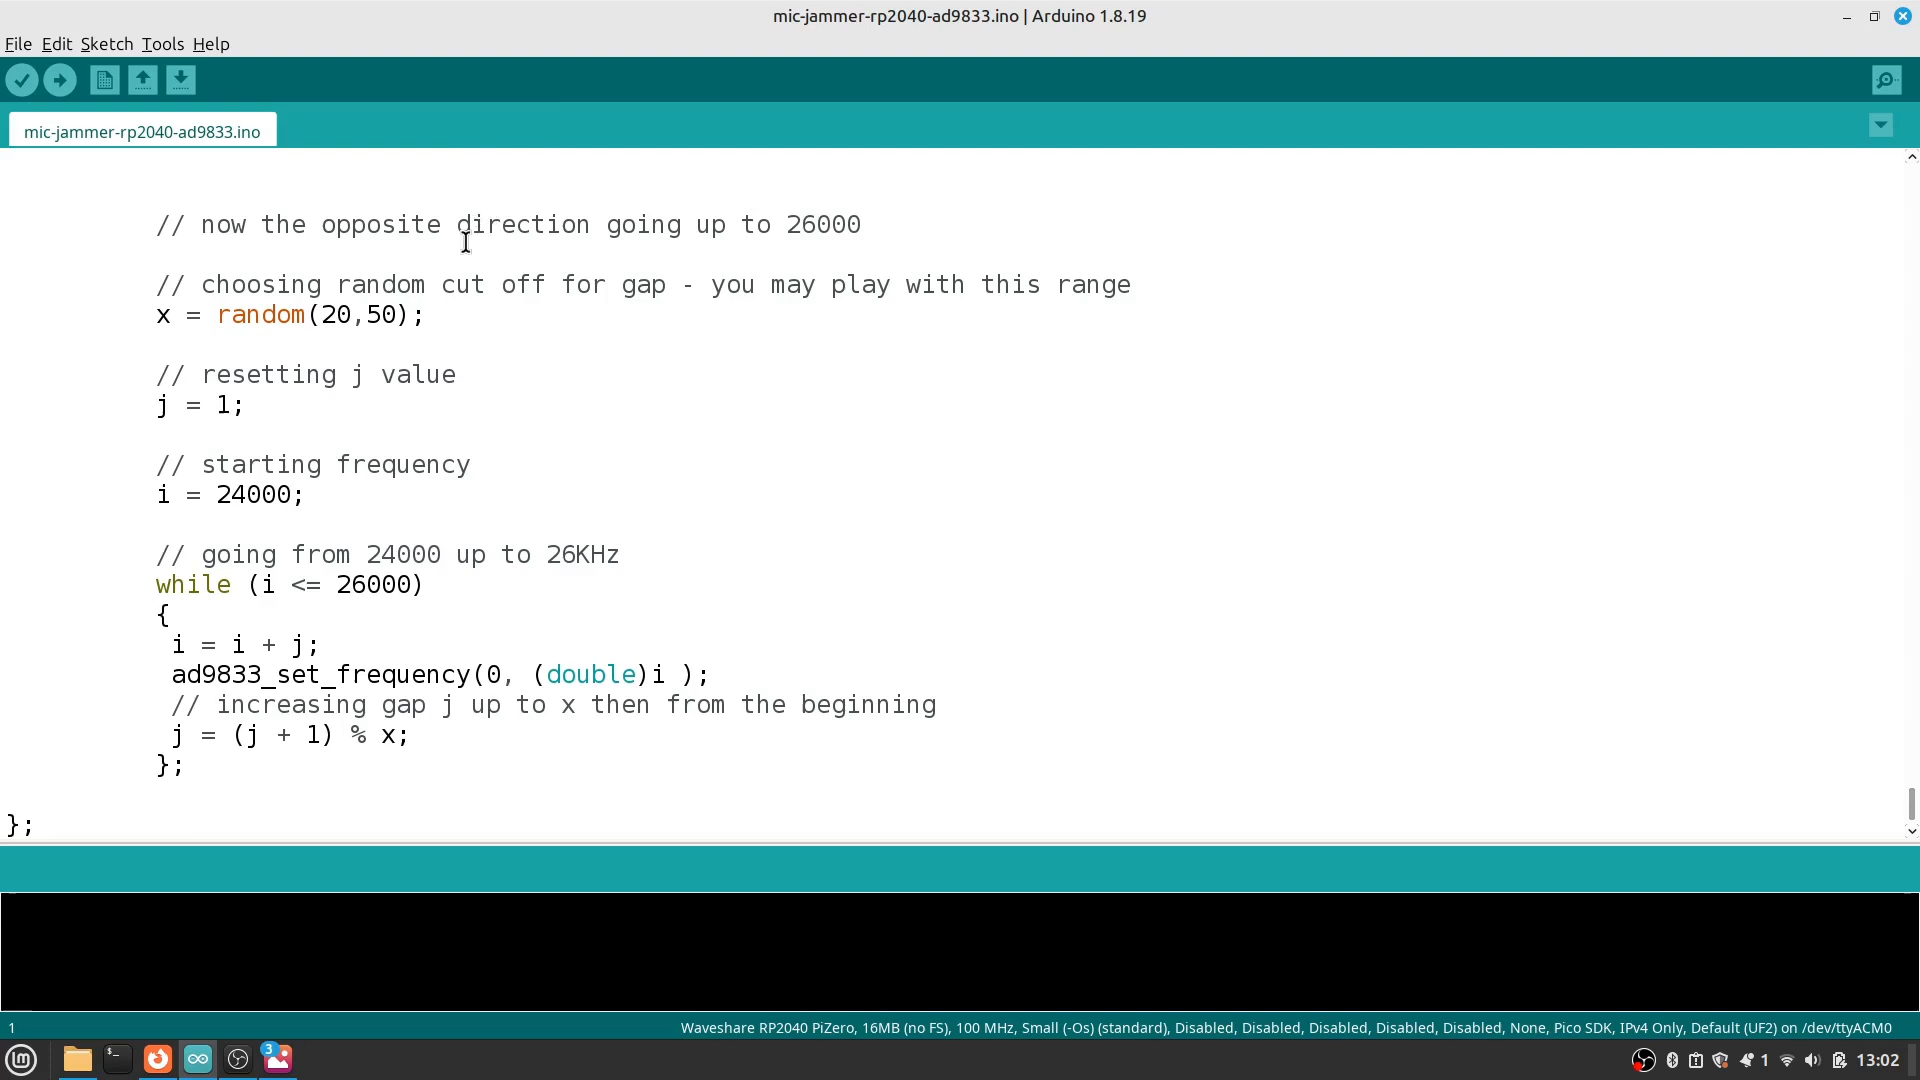 mic-jammer-rp2040-ad9833.ino | Arduino 1.8.19
File Edit Sketch Tools Help
mic-jammer-rp2040-ad9833.ino
// now the opposite direction going up to 26000
// choosing random cut off for gap - you may play with this range
x = random(20,50);
// resetting j value
j = 1;
// starting frequency
i = 24000;
// going from 24000 up to 26KHz
while (i <= 26000)
{
i = i + j;
ad9833_set_frequency(0, (double)i );
// increasing gap j up to x then from the beginning
j = (j + 1) % x;
};
};
1 Waveshare RP2040 PiZero, 16MB (no FS), 100 MHz, Small (-Os) (standard), Disabled, Disabled, Disabled, Disabled, Disabled, None, Pico SDK, IPv4 Only, Default (UF2) on /dev/ttyACM0
lm $_ 3 1 13:02